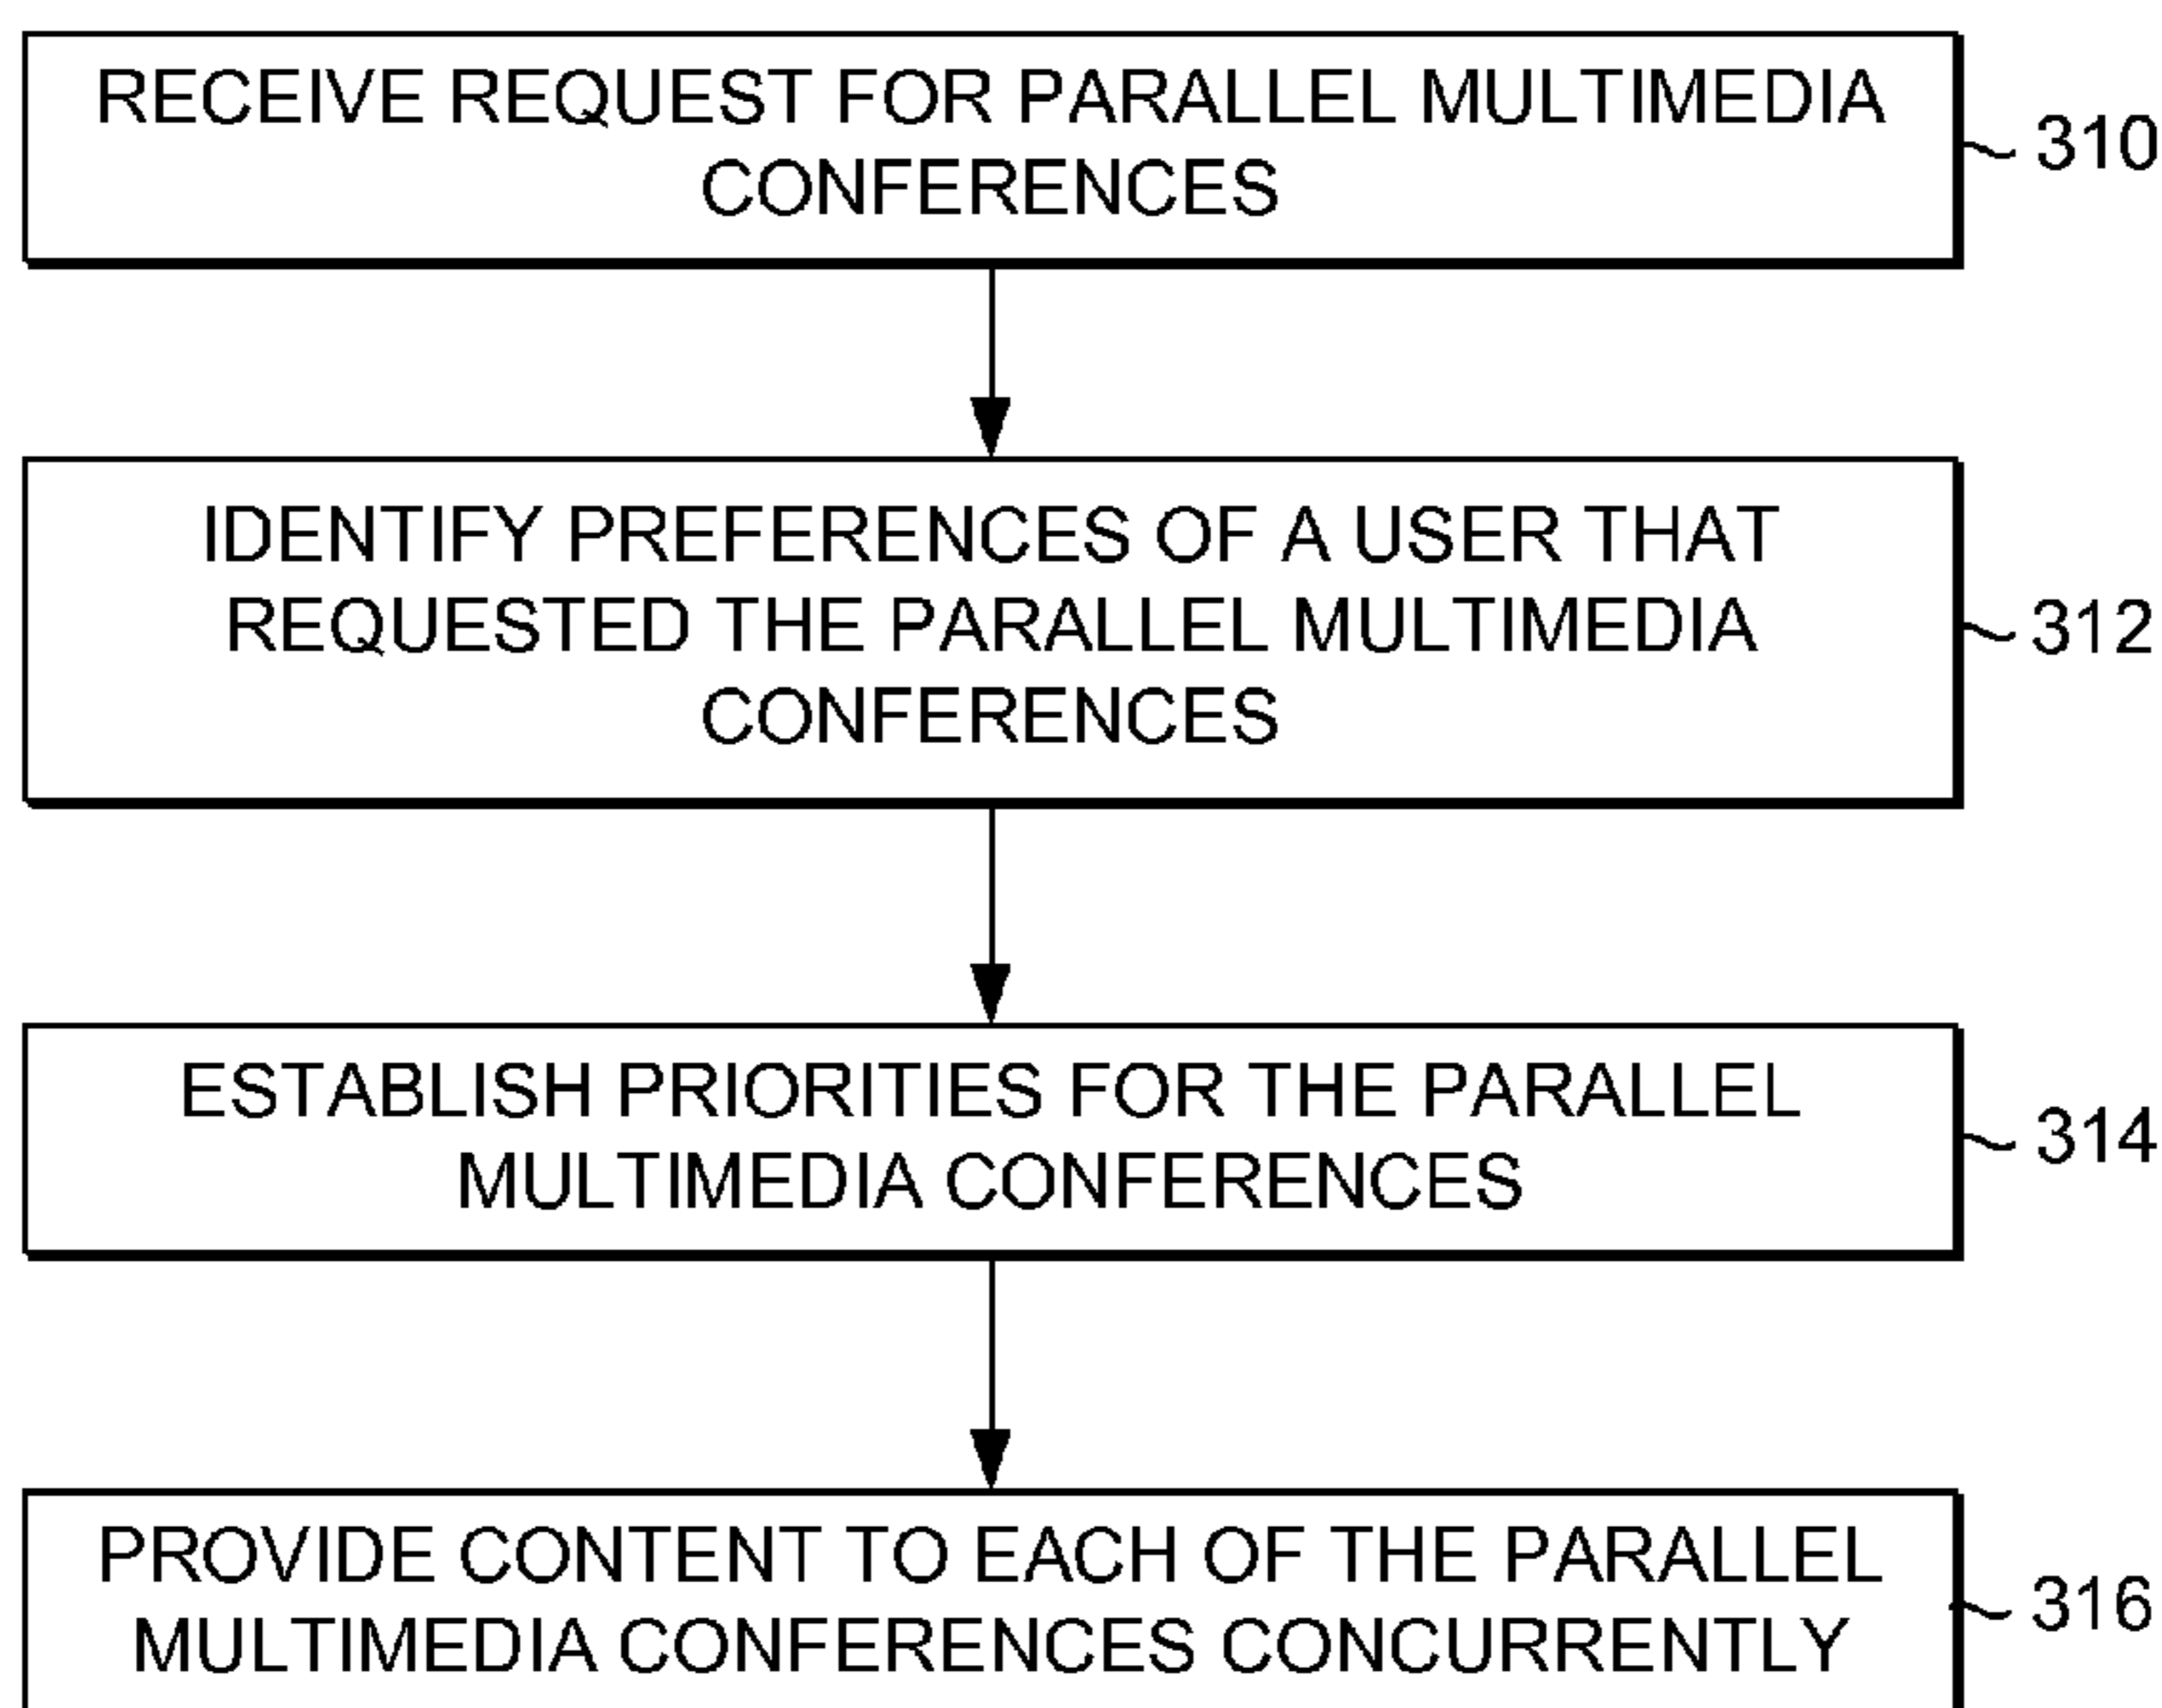 RECEIVE REQUEST FOR PARALLEL MULTIMEDIA
CONFERENCES
310
IDENTIFY PREFERENCES OF A USER THAT
REQUESTED THE PARALLEL MULTIMEDIA
CONFERENCES
312
ESTABLISH PRIORITIES FOR THE PARALLEL
MULTIMEDIA CONFERENCES
314
PROVIDE CONTENT TO EACH OF THE PARALLEL
MULTIMEDIA CONFERENCES CONCURRENTLY
316